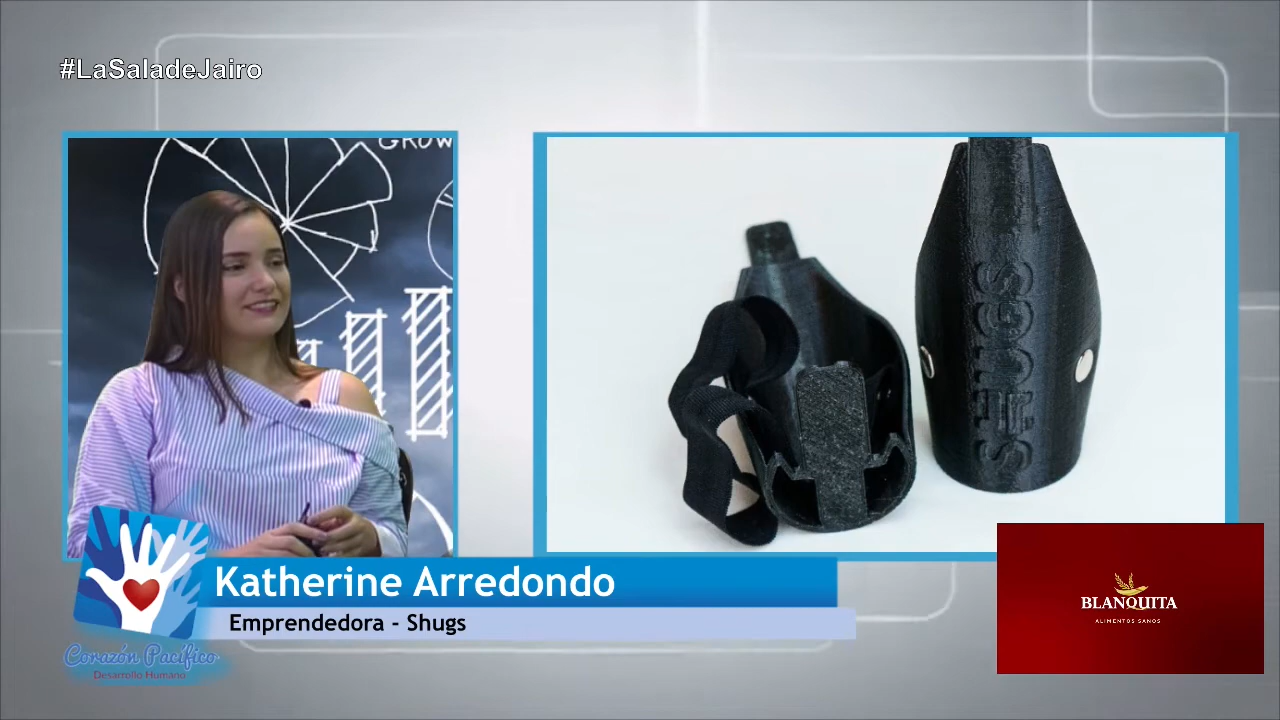 #LaSaladeJairo
GROW
SHUGS
Katherine Arredondo
Emprendedora - Shugs
Corazón Pacífico
Desarrollo Humano
BLANQUITA
ALIMENTOS SANOS